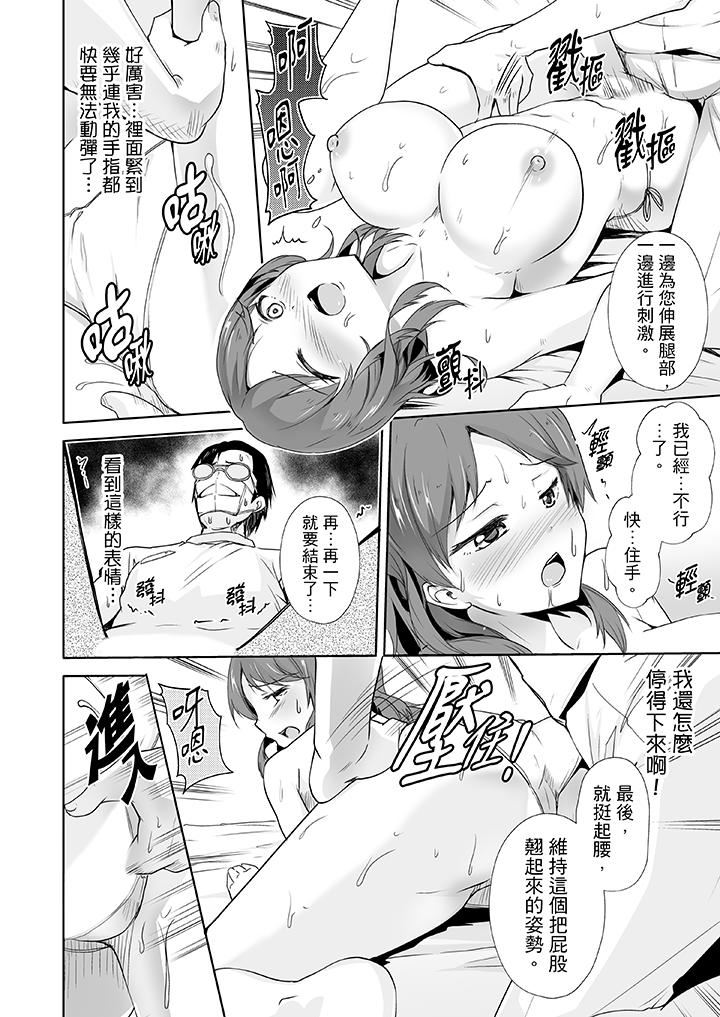 戳摳
戳摳
啊
嗯啊
一邊為您伸展腿部，
一邊進行刺激。
顫抖
好厲害…裡面緊到
幾乎連我的手指都
快要無法動彈了…
咕啾
咕啾
輕顫
我已經…不行
了。
快…住手。
輕顫
再…再一下
就要結束了…
看到這樣的表情…
發抖
發抖
我還怎麼
停得下來啊！
壓住！
呀嗯
最後，
就挺起腰，
維持這個把屁股
翹起來的姿勢。
進入